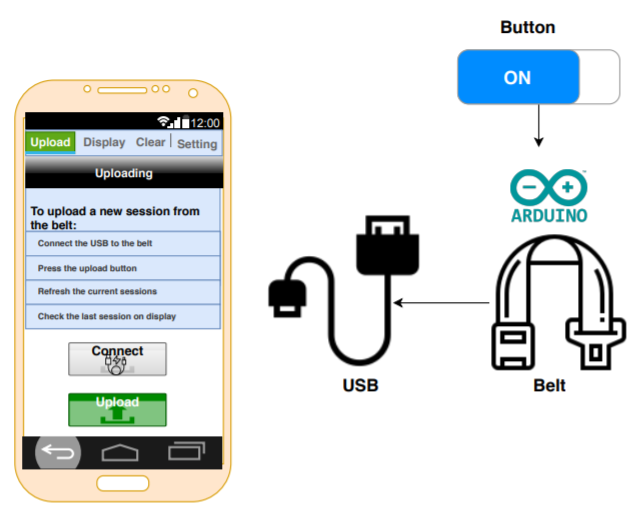 Button
ON
12:00
Upload Display Clear Setting
Uploading
To upload a new session from
the belt:
Connect the USB to the belt
Press the upload button
Refresh the current sessions
Check the last session on display
Connect
Upload
ARDUINO
USB
Belt